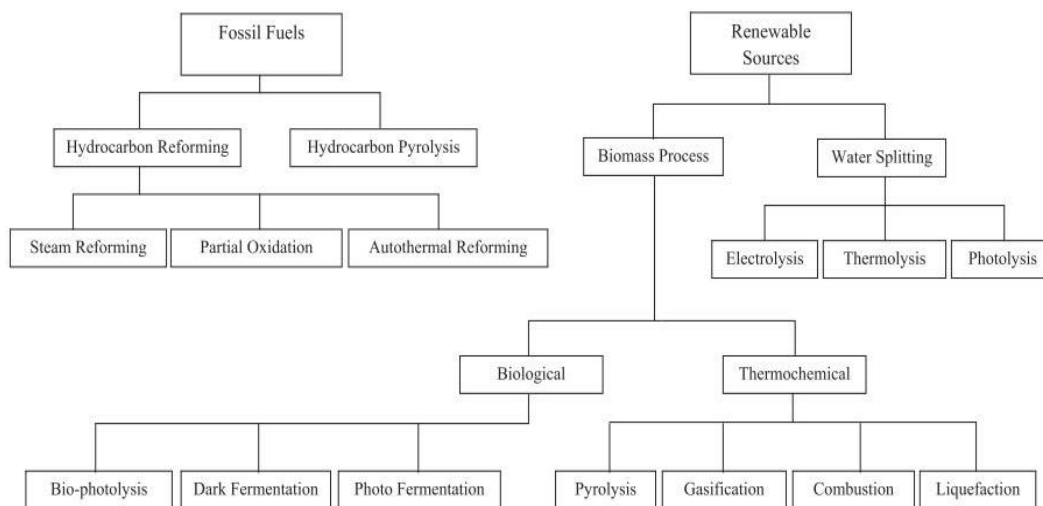 Fossil Fuels
Renewable
Sources
Hydrocarbon Reforming
Hydrocarbon Pyrolysis
Biomass Process
Water Splitting
Steam Reforming
Partial Oxidation
Autothermal Reforming
Electrolysis
Thermolysis
Photolysis
Biological
Thermochemical
Bio-photolysis
Dark Fermentation
Photo Fermentation
Pyrolysis
Gasification
Combustion
Liquefaction